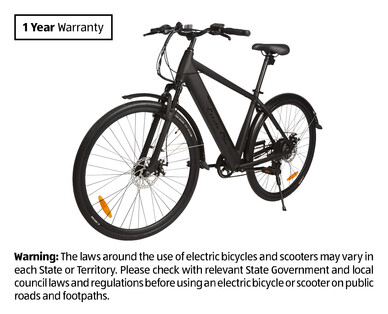 1 Year Warranty
Warning: The laws around the use of electric bicycles and scooters may vary in
each State or Territory. Please check with relevant State Government and local
council laws and regulations before using an electric bicycle or scooter on public
roads and footpaths.